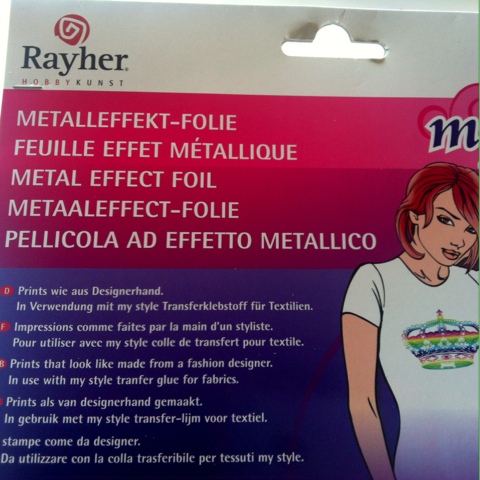 Rayher
HOBBYKUNST
METALLEFFEKT-FOLIE
FEUILLE EFFET MÉTALLIQUE
METAL EFFECT FOIL
METAALEFFECT-FOLIE
PELLICOLA AD EFFETTO METALLICO
m
D Prints wie aus Designerhand.
In Verwendung mit my style Transferklebstoff für Textilien.
F Impressions comme faites par la main d'un styliste.
Pour utiliser avec my style colle de transfert pour textile.
Prints that look like made from a fashion designer.
In use with my style tranfer glue for fabrics.
Prints als van designerhand gemaakt.
In gebruik met my style transfer-lijm voor textiel.
stampe come da designer.
Da utilizzare con la colla trasferibile per tessuti my style.